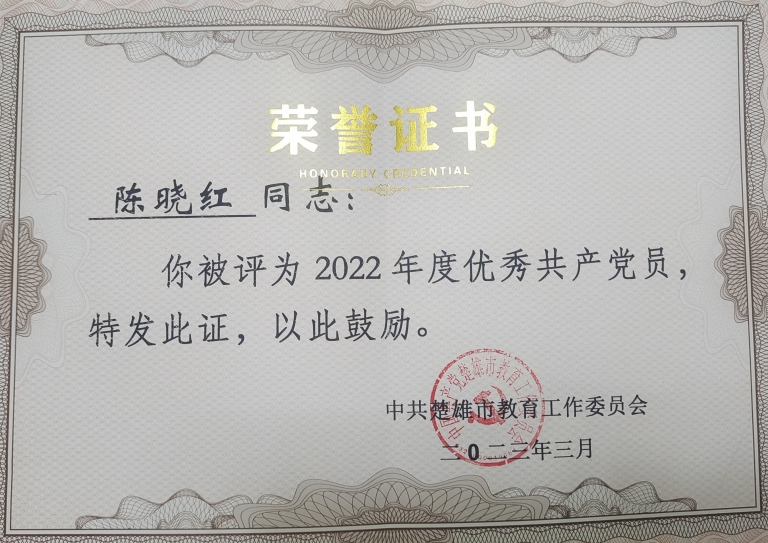 荣誉证书
HONORARY CREDENTIAL
陈晓红 同志：
你被评为 2022 年度优秀共产党员，
特发此证，以此鼓励。
中共楚雄市教育工作委员会
二0二三年三月